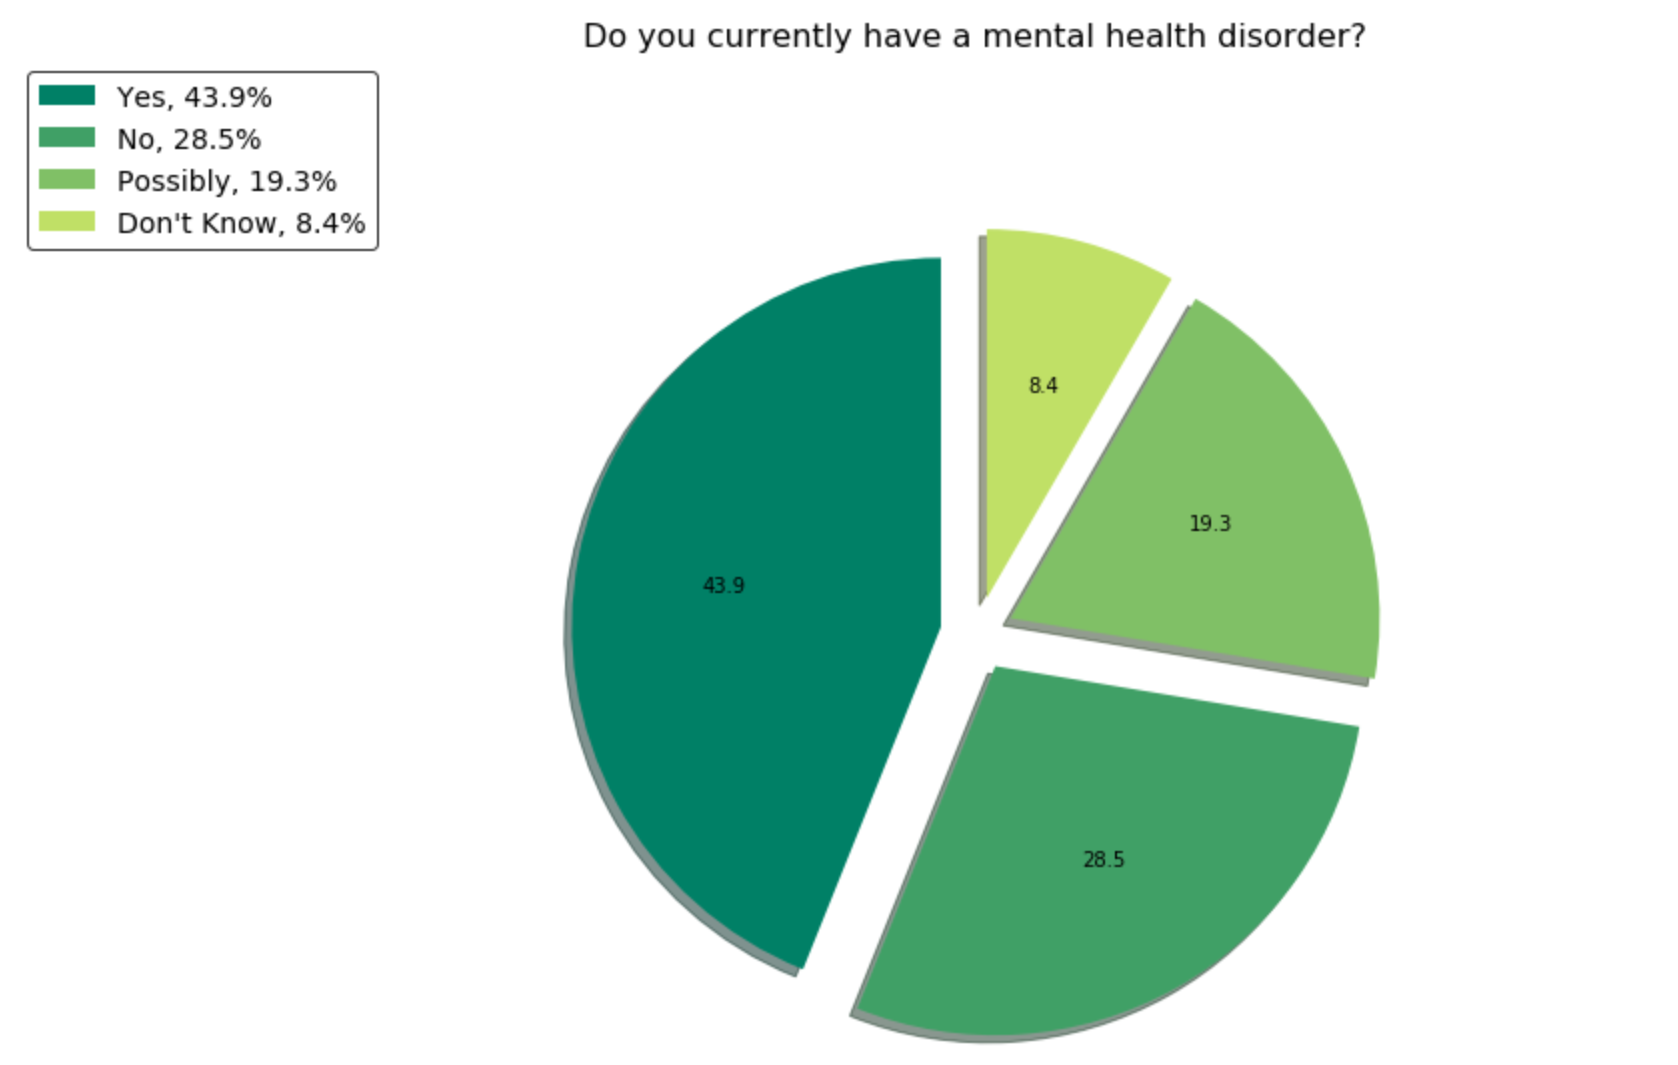 Do you currently have a mental health disorder?
Yes, 43.9%
No, 28.5%
Possibly, 19.3%
Don't Know, 8.4%
8.4
19.3
43.9
28.5